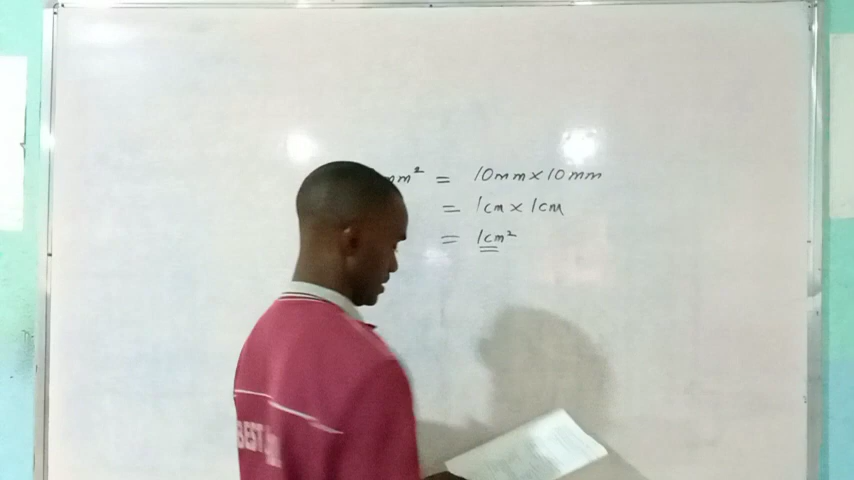 mm² = 10mm × 10mm
= 1cm × 1cm
= 1cm²
BEST